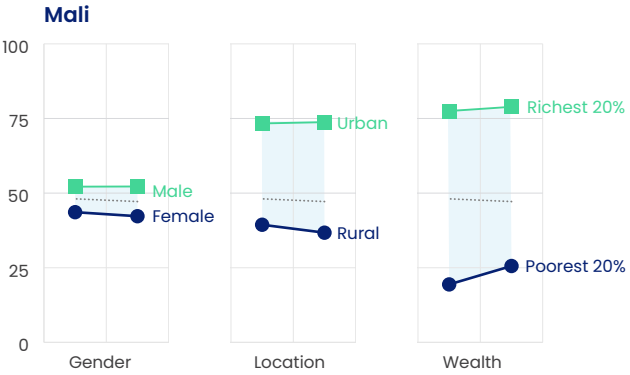 Mali
100
75
50
25
0
Male
Female
Gender
Urban
Rural
Location
Richest 20%
Poorest 20%
Wealth